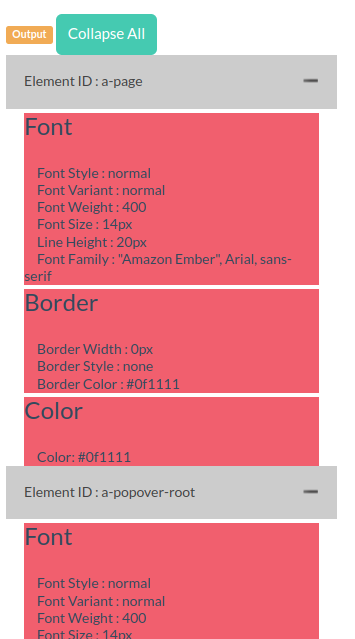 Output Collapse All
Element ID : a-page
Font
Font Style : normal
Font Variant : normal
Font Weight : 400
Font Size : 14px
Line Height : 20px
Font Family : "Amazon Ember", Arial, sans-
serif
Border
Border Width : 0px
Border Style : none
Border Color : #0f1111
Color
Color: #0f1111
Element ID : a-popover-root
Font
Font Style : normal
Font Variant : normal
Font Weight : 400
Font Size : 14px